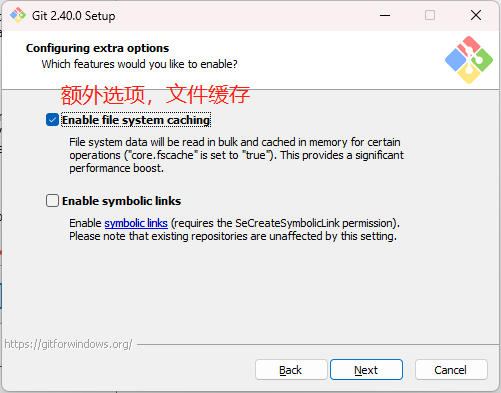 Git 2.40.0 Setup
Configuring extra options
Which features would you like to enable?
额外选项，文件缓存
Enable file system caching
File system data will be read in bulk and cached in memory for certain
operations ("core.fscache" is set to "true"). This provides a significant
performance boost.
Enable symbolic links
Enable symbolic links (requires the SeCreateSymbolicLink permission).
Please note that existing repositories are unaffected by this setting.
https://gitforwindows.org/
Back Next Cancel